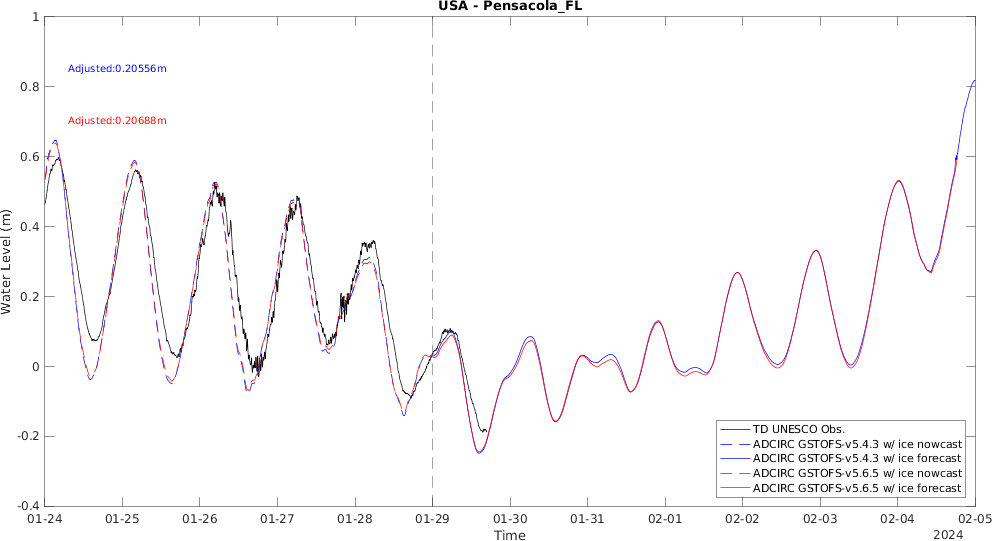 USA - Pensacola_FL
1
0.8
0.6
0.4
0.2
0
-0.2
-0.4
Water Level (m)
Adjusted:0.20556m
Adjusted:0.20688m
TD UNESCO Obs.
ADCIRC GSTOFS-v5.4.3 w/ ice nowcast
ADCIRC GSTOFS-v5.4.3 w/ ice forecast
ADCIRC GSTOFS-v5.6.5 w/ ice nowcast
ADCIRC GSTOFS-v5.6.5 w/ ice forecast
01-24 01-25 01-26 01-27 01-28 01-29 01-30 01-31 02-01 02-02 02-03 02-04 02-05
Time
2024